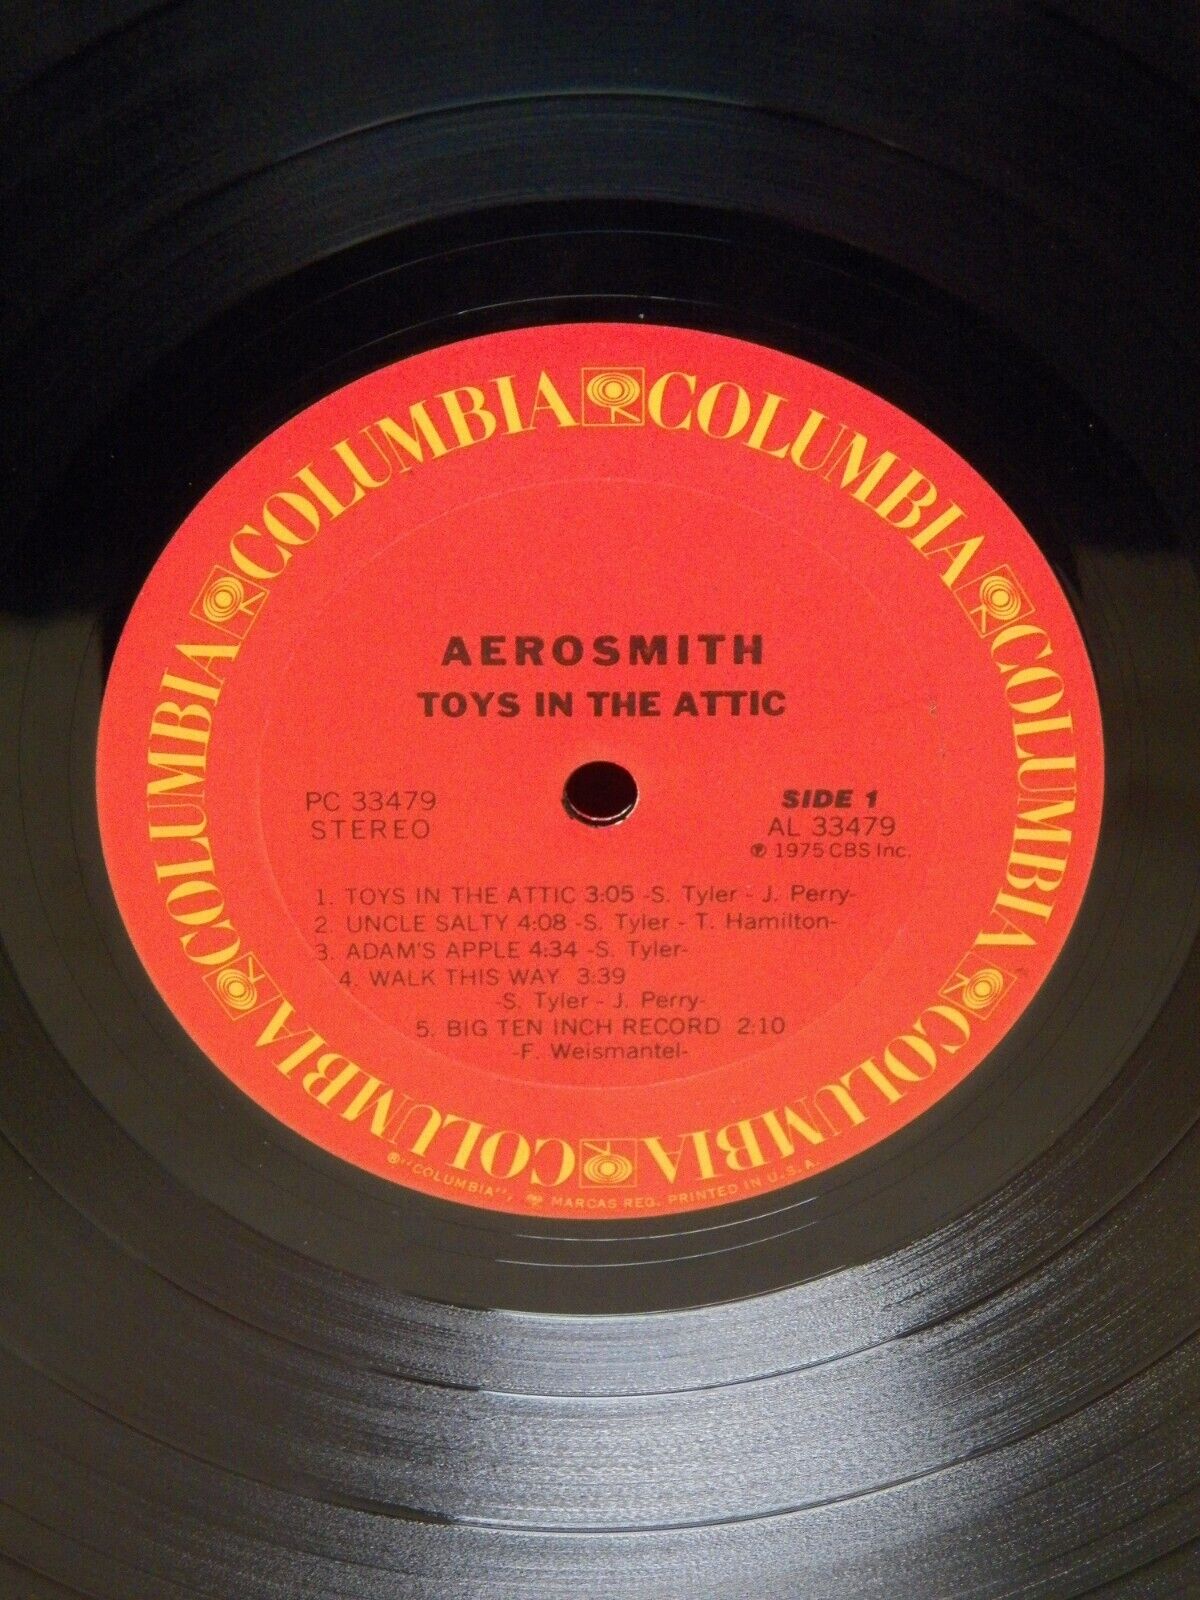 COLUMBIA COLUMBIA COLUMBIA COLUMBIA COLUMBIA COLUMBIA
AEROSMITH
TOYS IN THE ATTIC
PC 33479
STEREO
SIDE 1
AL 33479
℗ 1975 CBS Inc.
1. TOYS IN THE ATTIC 3:05 -S. Tyler - J. Perry-
2. UNCLE SALTY 4:08 -S. Tyler - T. Hamilton-
3. ADAM'S APPLE 4:34 -S. Tyler-
4. WALK THIS WAY 3:39
-S. Tyler - J. Perry-
5. BIG TEN INCH RECORD 2:10
-F. Weismantel-
® "COLUMBIA", MARCAS REG. PRINTED IN U.S.A.